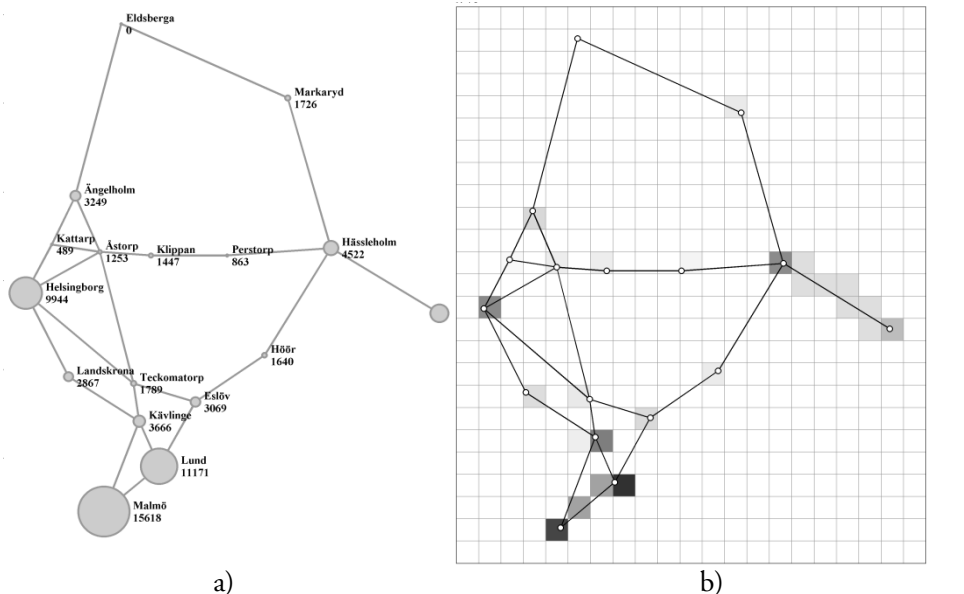 Eldsberga
0
Markaryd
1726
Ängelholm
3249
Kattarp
489
Åstorp
1253
Klippan
1447
Perstorp
863
Hässleholm
4522
Helsingborg
9944
Höör
1640
Landskrona
2867
Teckomatorp
1789
Eslöv
3069
Kävlinge
3666
Lund
11171
Malmö
15618
a)
b)